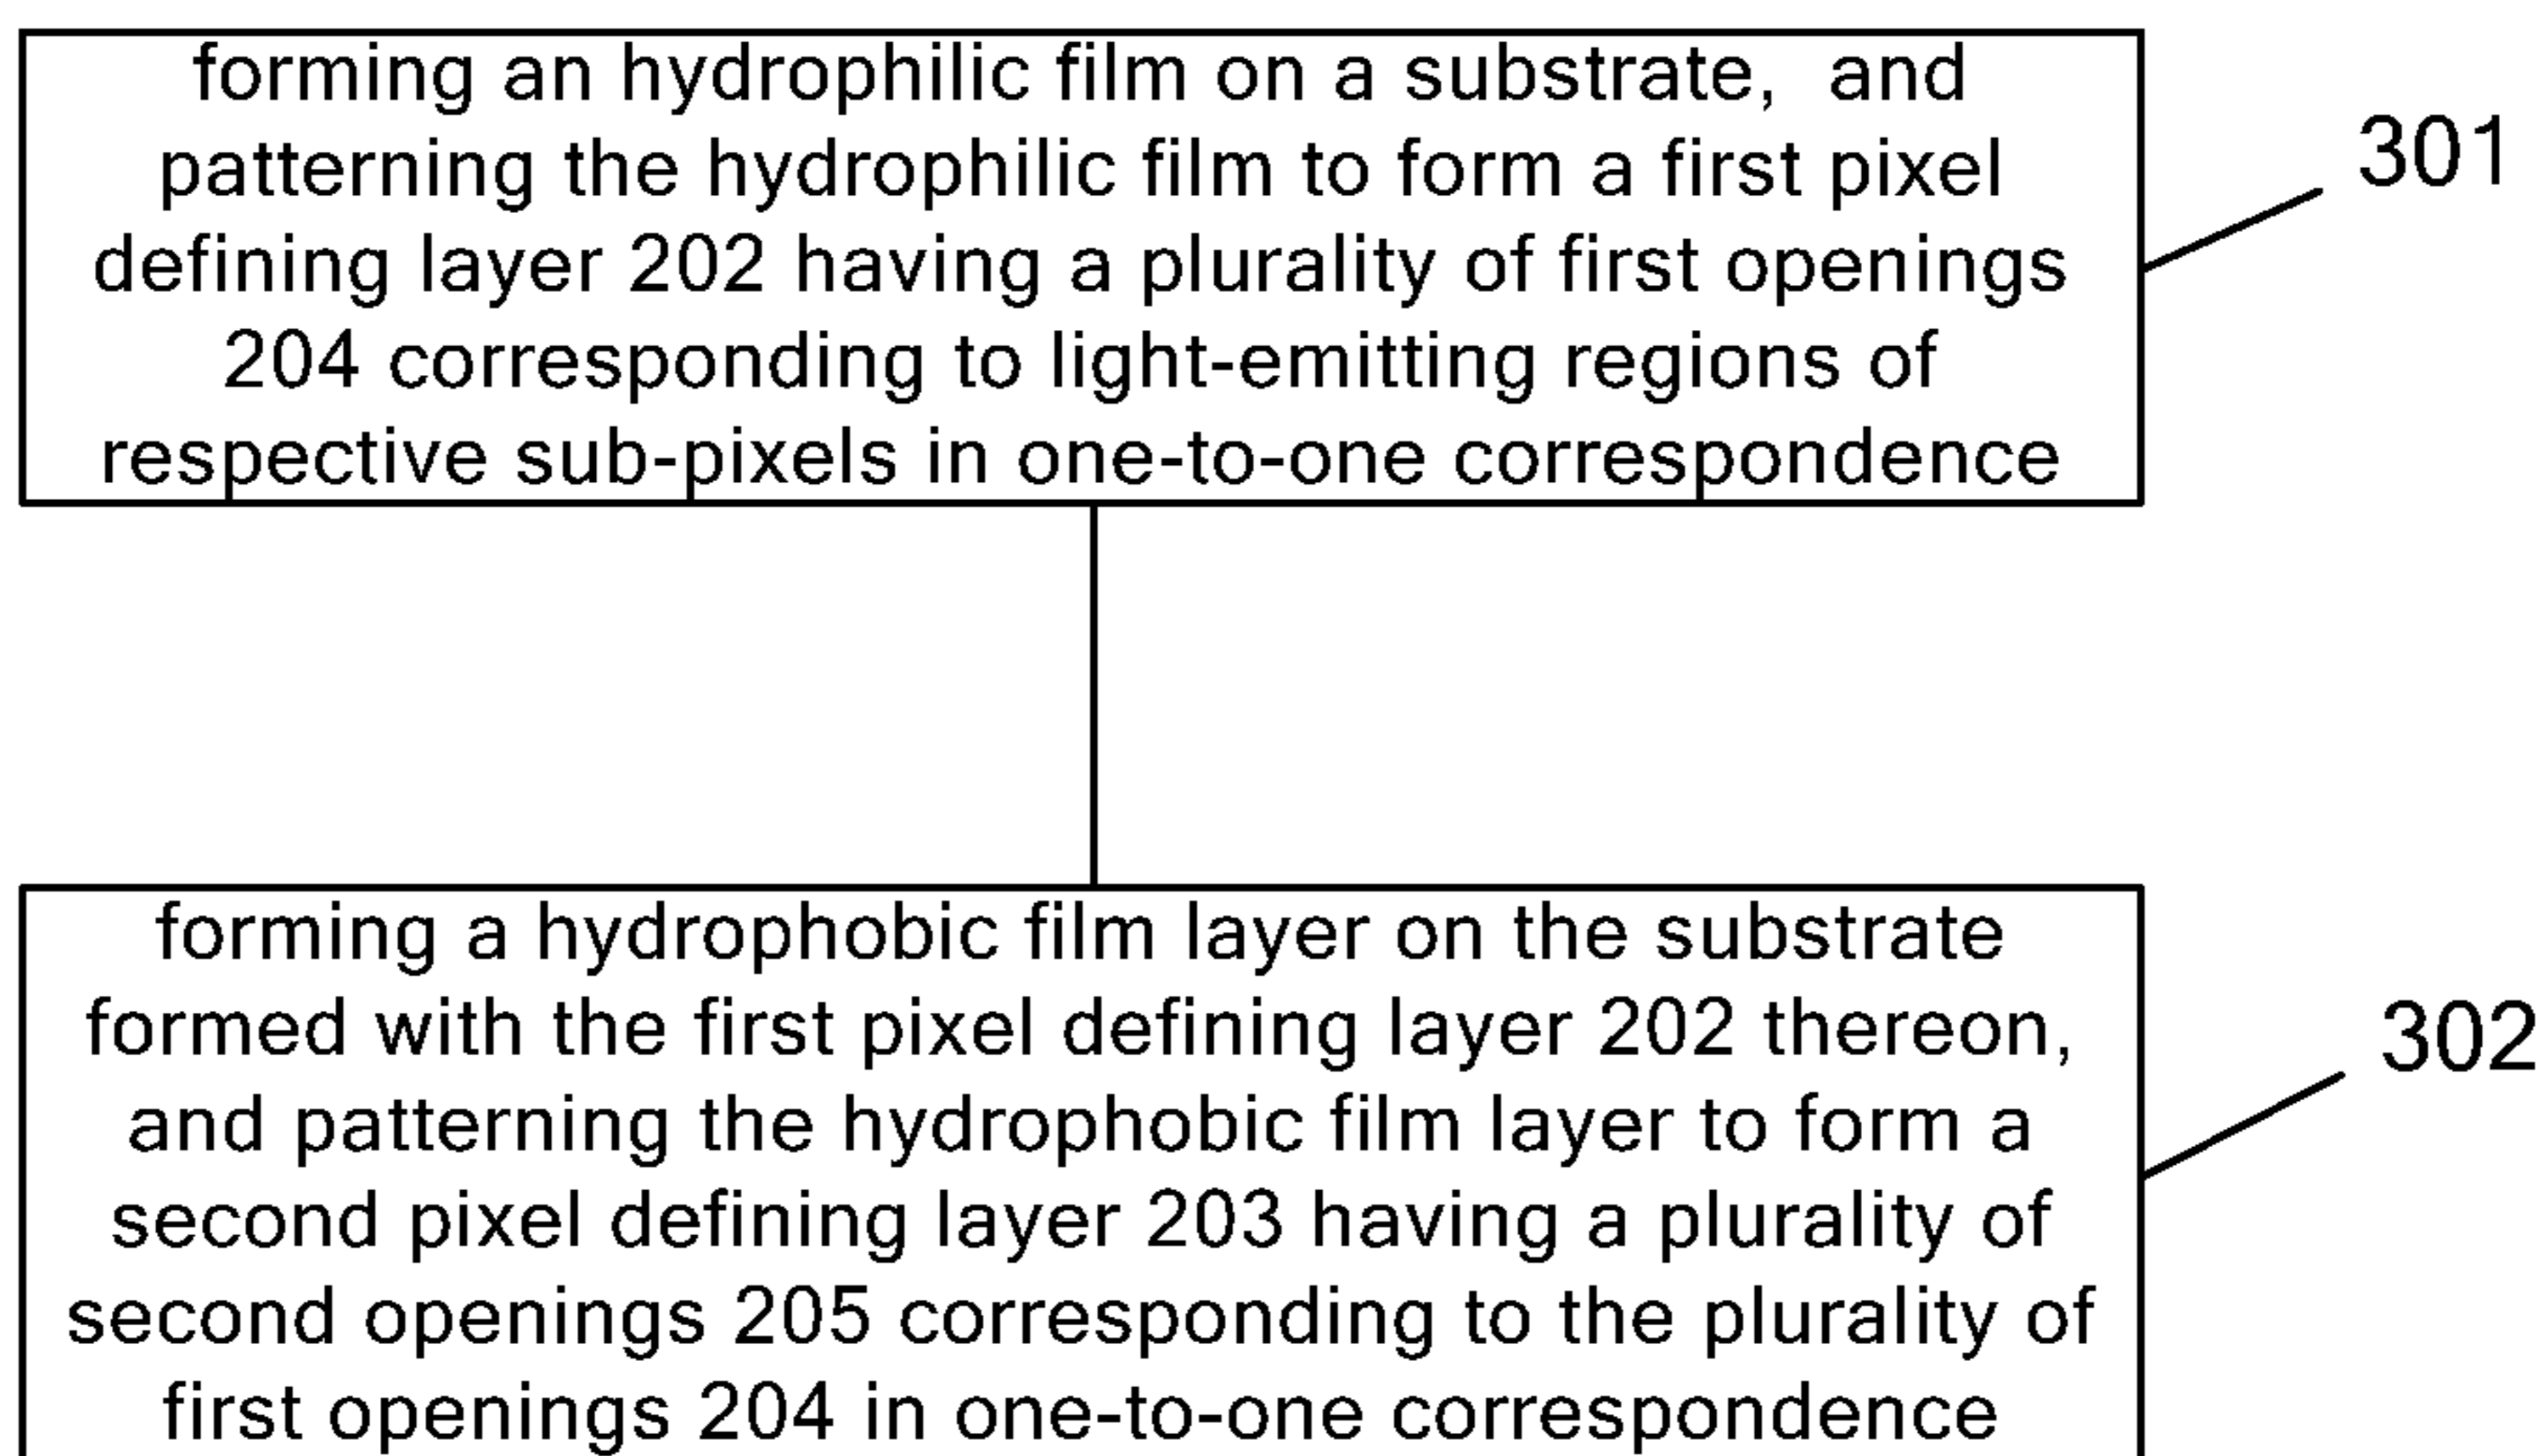 forming an hydrophilic film on a substrate, and
patterning the hydrophilic film to form a first pixel
defining layer 202 having a plurality of first openings
204 corresponding to light-emitting regions of
respective sub-pixels in one-to-one correspondence
301
forming a hydrophobic film layer on the substrate
formed with the first pixel defining layer 202 thereon,
and patterning the hydrophobic film layer to form a
second pixel defining layer 203 having a plurality of
second openings 205 corresponding to the plurality of
first openings 204 in one-to-one correspondence
302